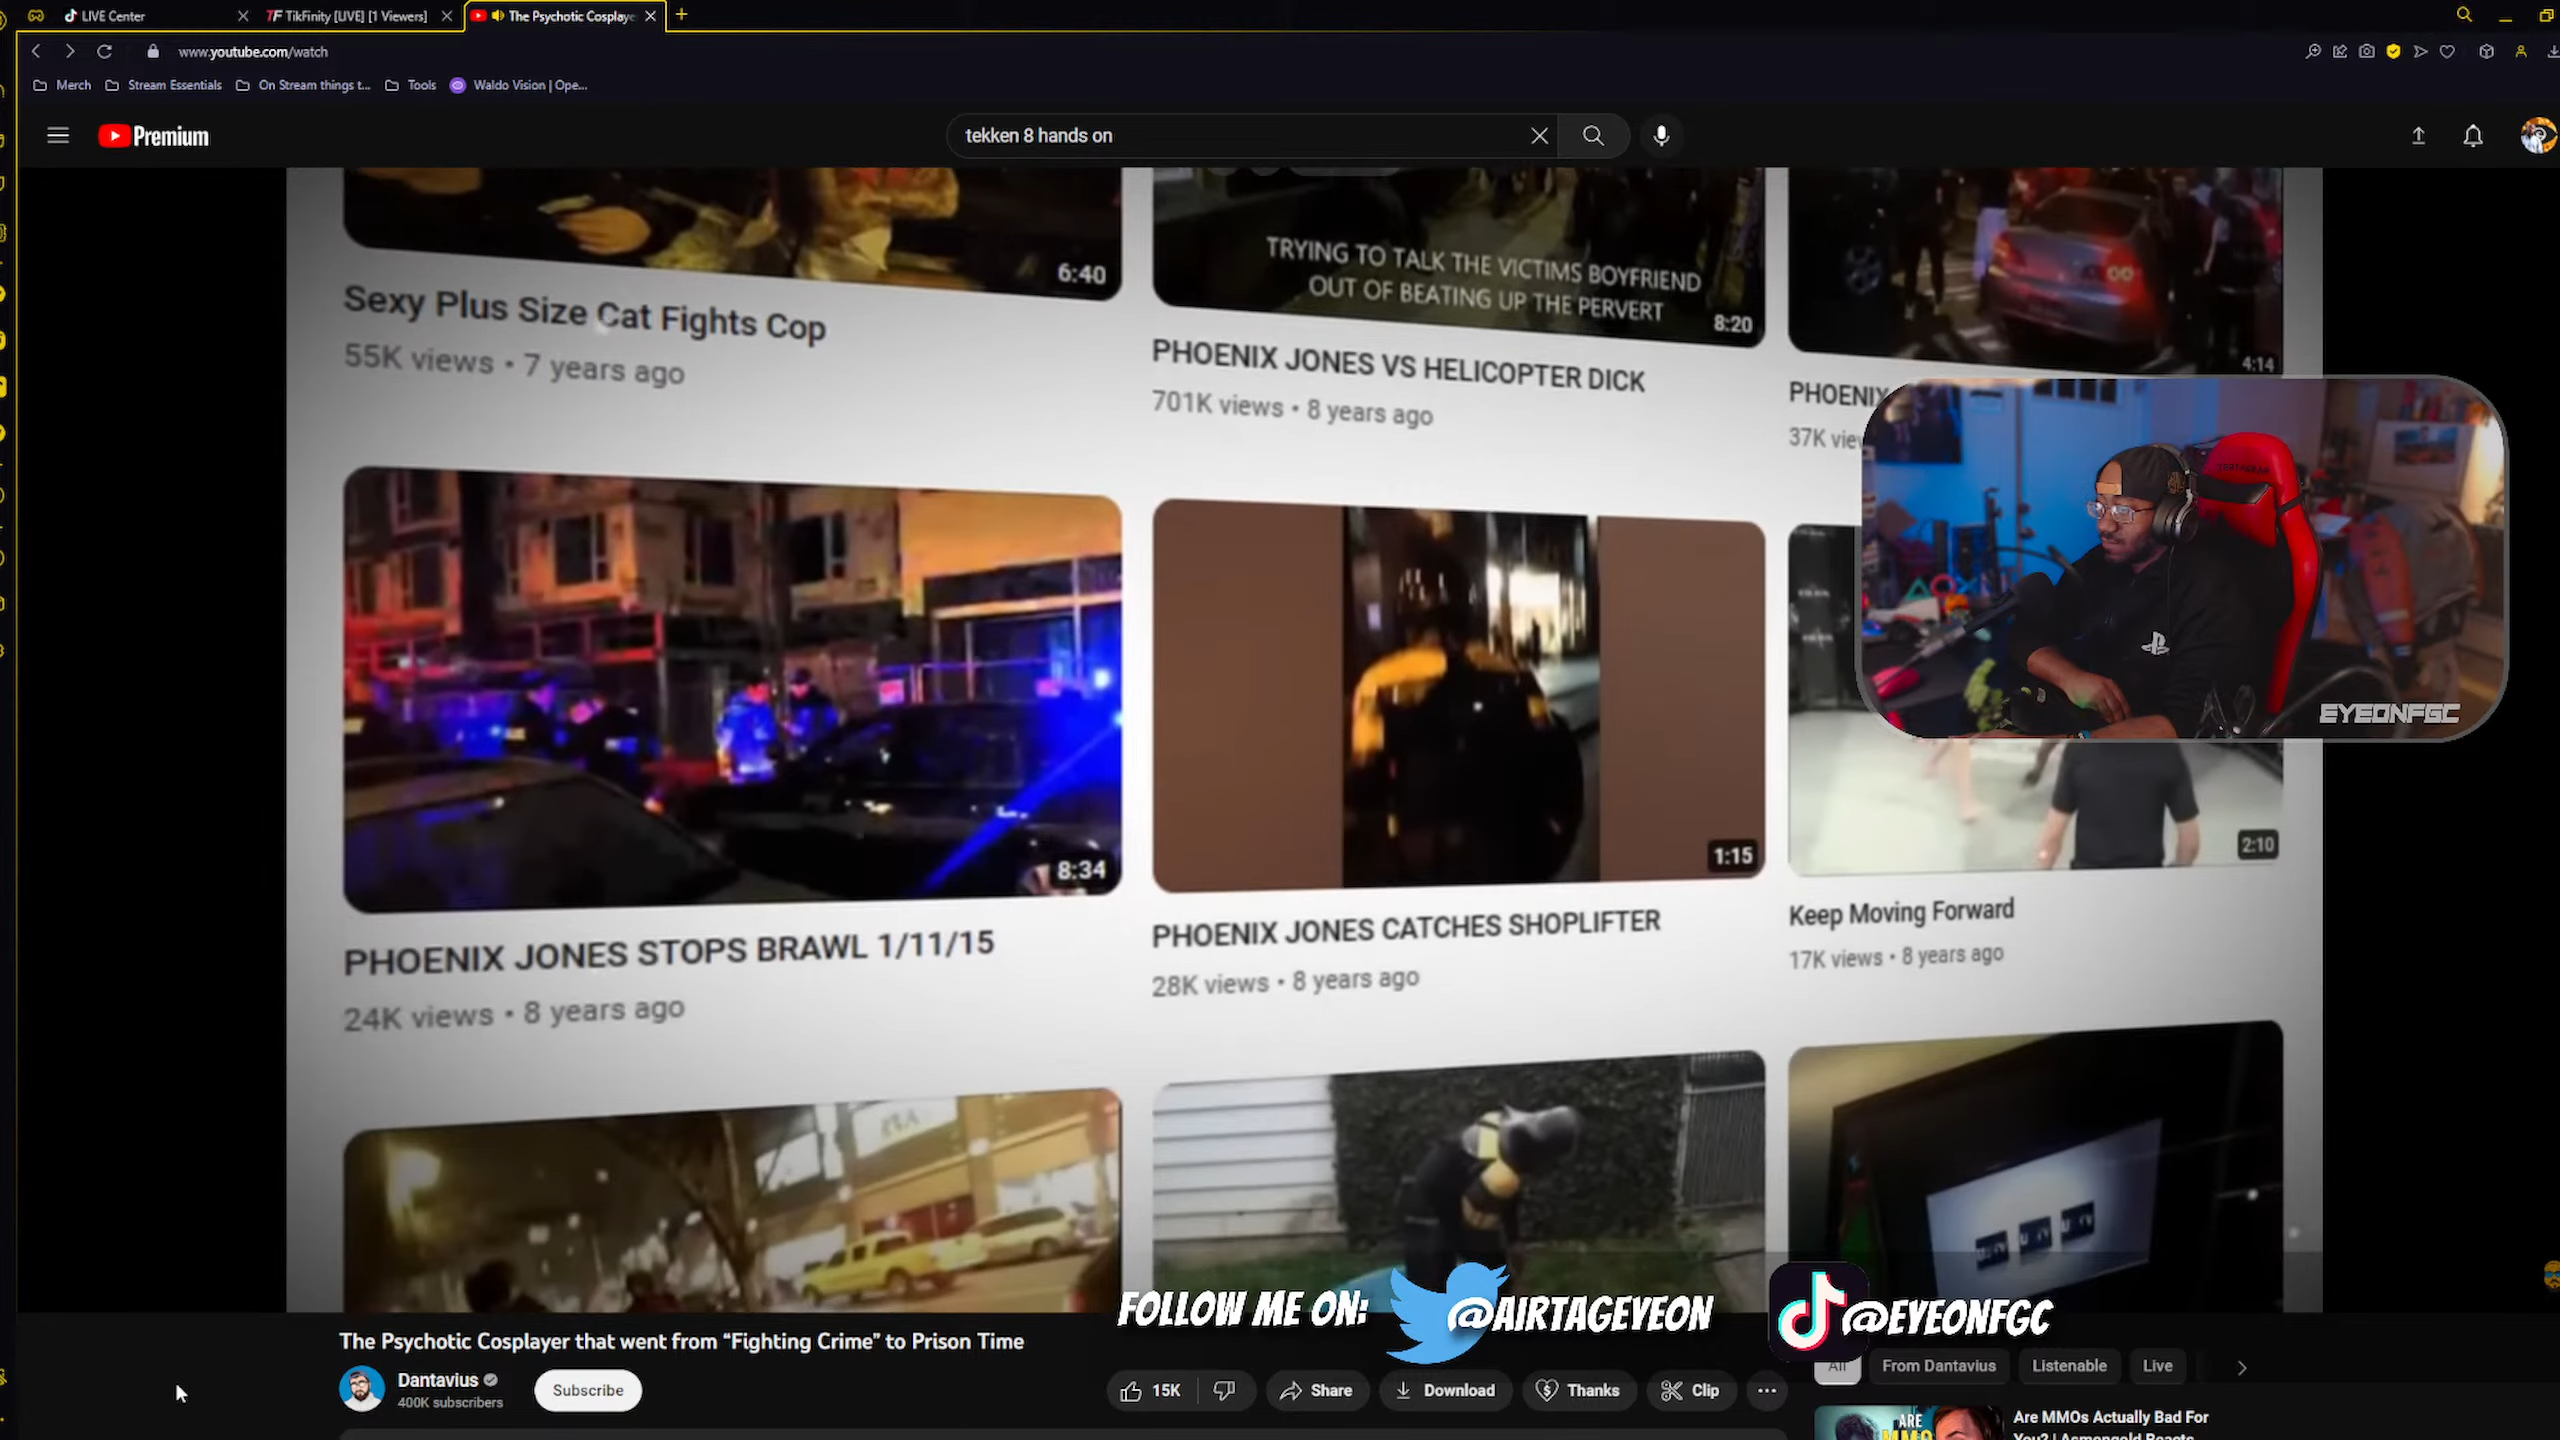 LIVE Center
TikFinity [LIVE] [1 Viewers]
The Psychotic Cosplaye
www.youtube.com/watch
Merch
Stream Essentials
On Stream things t...
Tools
Waldo Vision | Ope...
Premium
tekken 8 hands on
6:40
TRYING TO TALK THE VICTIMS BOYFRIEND
OUT OF BEATING UP THE PERVERT
8:20
4:14
Sexy Plus Size Cat Fights Cop
55K views • 7 years ago
PHOENIX JONES VS HELICOPTER DICK
701K views • 8 years ago
PHOENIX
37K view
EYEONFGC
8:34
1:15
2:10
PHOENIX JONES STOPS BRAWL 1/11/15
24K views • 8 years ago
PHOENIX JONES CATCHES SHOPLIFTER
28K views • 8 years ago
Keep Moving Forward
17K views • 8 years ago
FOLLOW ME ON:
@AIRTAGEYEON
@EYEONFGC
The Psychotic Cosplayer that went from “Fighting Crime” to Prison Time
Dantavius
400K subscribers
Subscribe
15K
Share
Download
Thanks
Clip
All
From Dantavius
Listenable
Live
ARE
Are MMOs Actually Bad For
You? | Asmongold Reacts